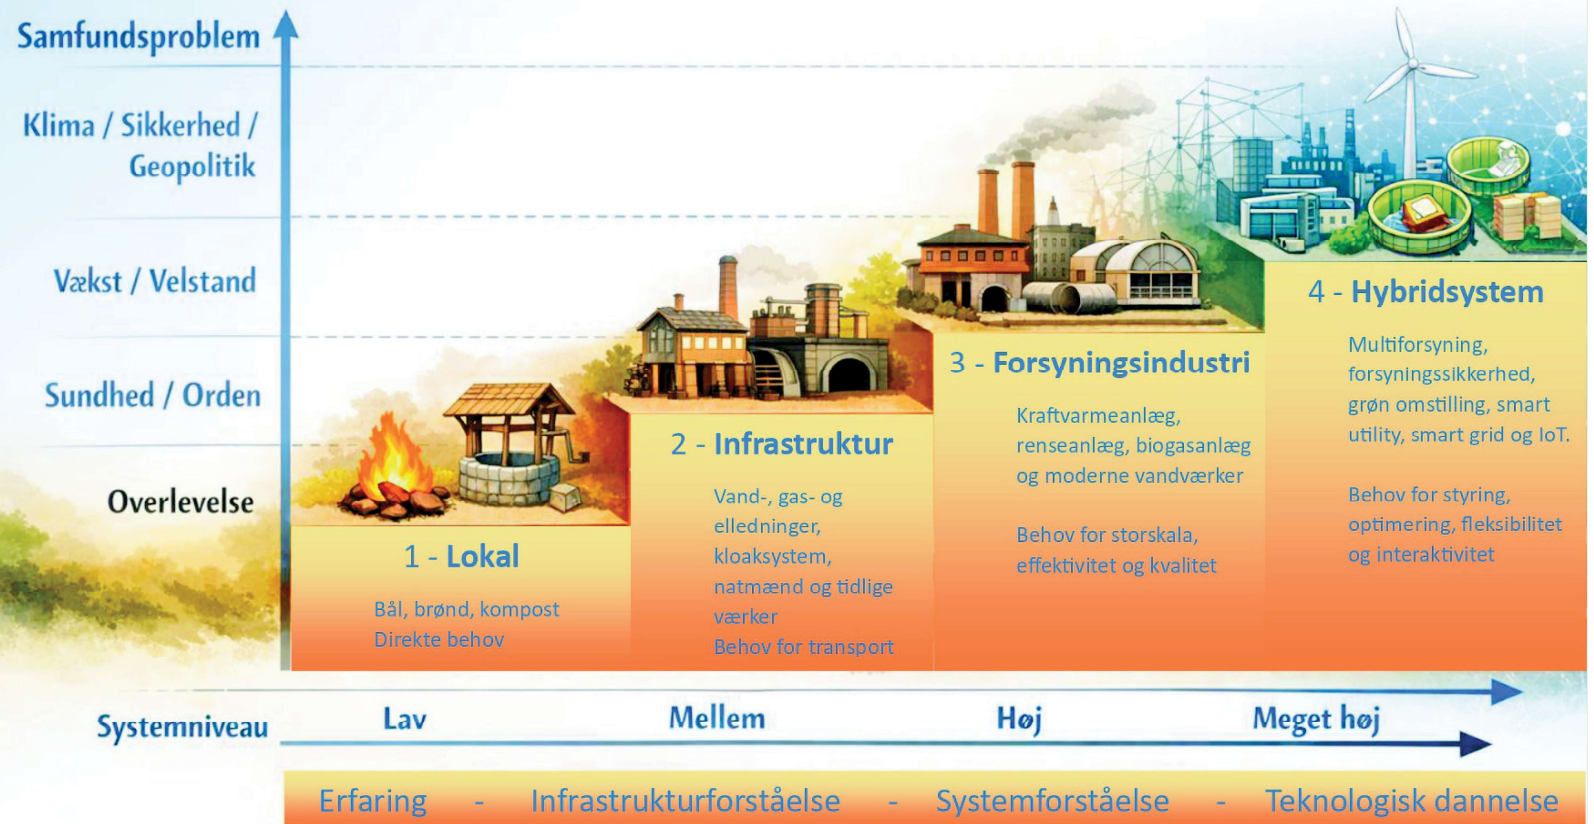 Samfundsproblem
Klima / Sikkerhed /
Geopolitik
Vækst / Velstand
Sundhed / Orden
Overlevelse
1 - Lokal
Bål, brønd, kompost
Direkte behov
2 - Infrastruktur
Vand-, gas- og
elledninger,
kloaksystem,
natmænd og tidlige
værker
Behov for transport
3 - Forsyningsindustri
Kraftvarmeanlæg,
renseanlæg, biogasanlæg
og moderne vandværker
Behov for storskala,
effektivitet og kvalitet
4 - Hybridsystem
Multiforsyning,
forsyningssikkerhed,
grøn omstilling, smart
utility, smart grid og IoT.
Behov for styring,
optimering, fleksibilitet
og interaktivitet
Systemniveau
Lav
Mellem
Høj
Meget høj
Erfaring - Infrastrukturforståelse - Systemforståelse - Teknologisk dannelse